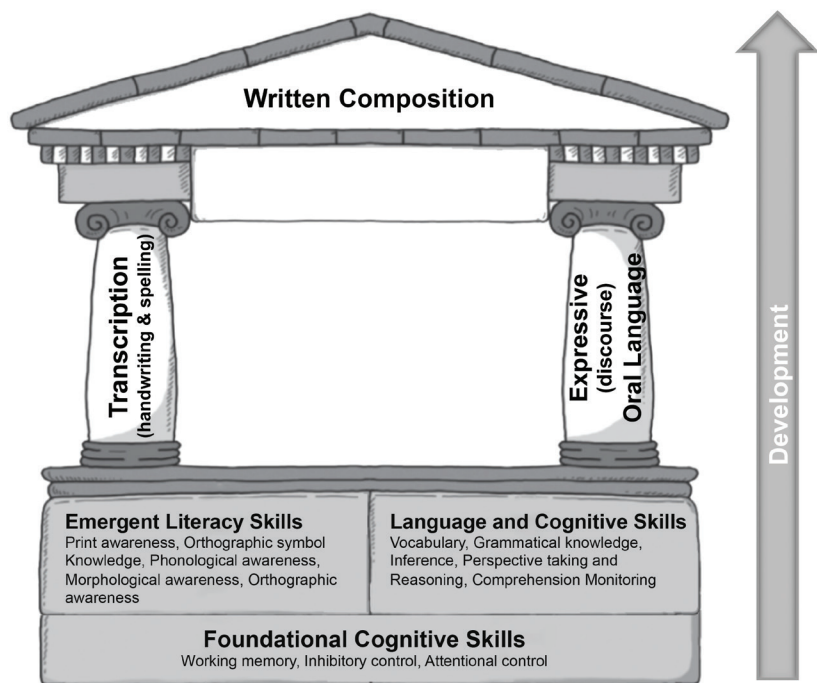 Written Composition
Transcription
(handwriting & spelling)
Expressive
(discourse)
Oral Language
Development
Emergent Literacy Skills
Print awareness, Orthographic symbol
Knowledge, Phonological awareness,
Morphological awareness, Orthographic
awareness
Language and Cognitive Skills
Vocabulary, Grammatical knowledge,
Inference, Perspective taking and
Reasoning, Comprehension Monitoring
Foundational Cognitive Skills
Working memory, Inhibitory control, Attentional control